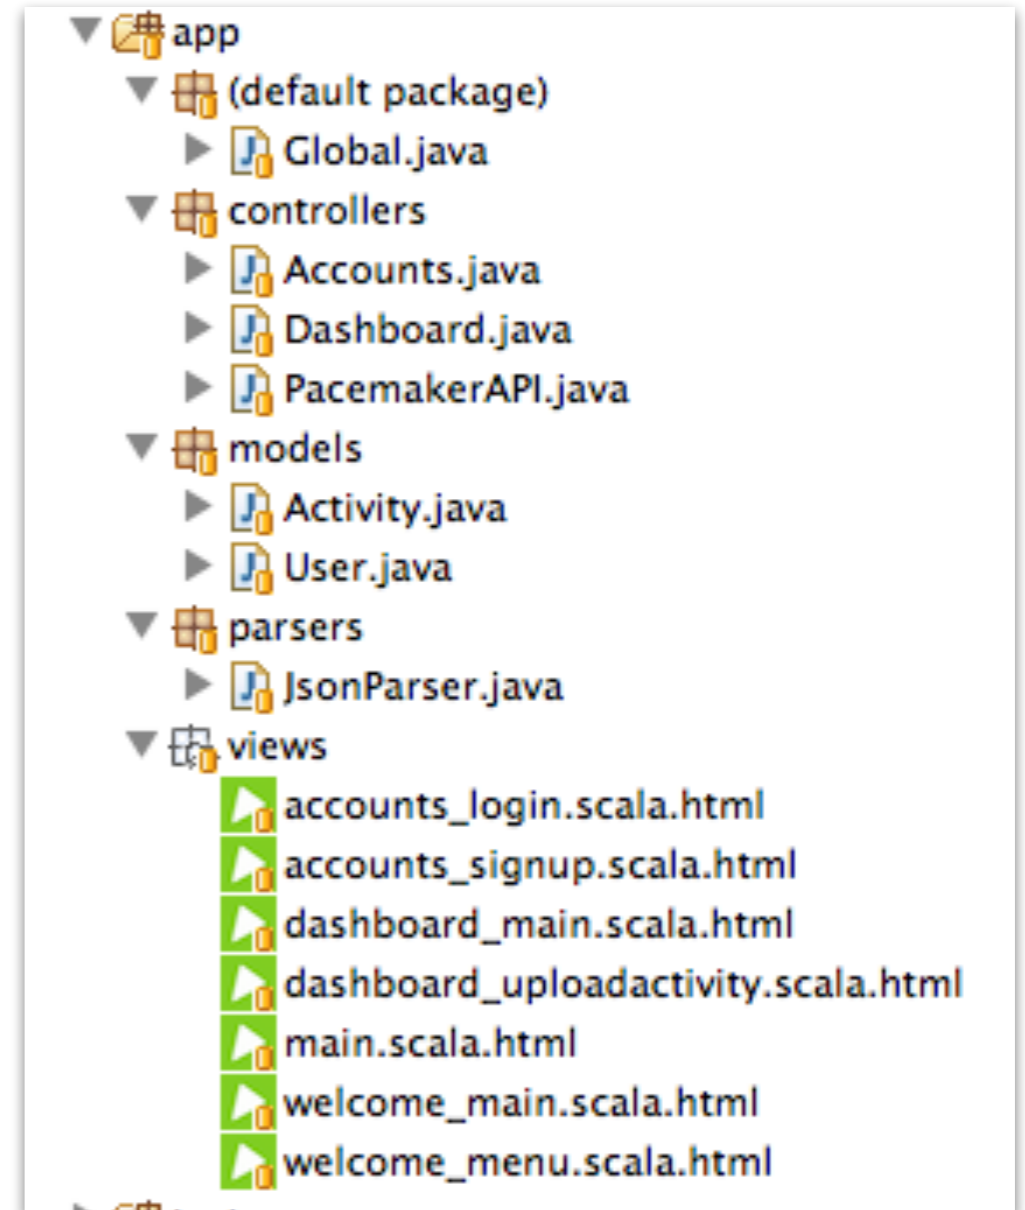 app
(default package)
Global.java
controllers
Accounts.java
Dashboard.java
PacemakerAPI.java
models
Activity.java
User.java
parsers
JsonParser.java
views
accounts_login.scala.html
accounts_signup.scala.html
dashboard_main.scala.html
dashboard_uploadactivity.scala.html
main.scala.html
welcome_main.scala.html
welcome_menu.scala.html